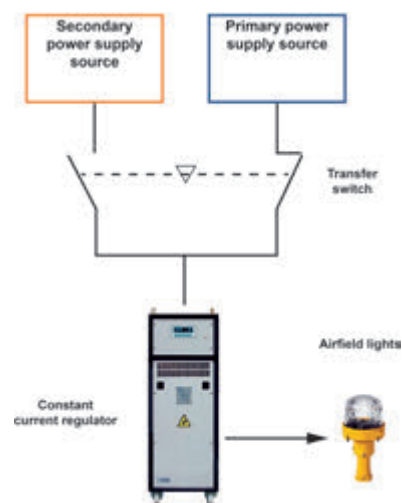 Secondary
power supply
source
Primary power
supply source
Transfer
switch
Airfield lights
Constant
current regulator